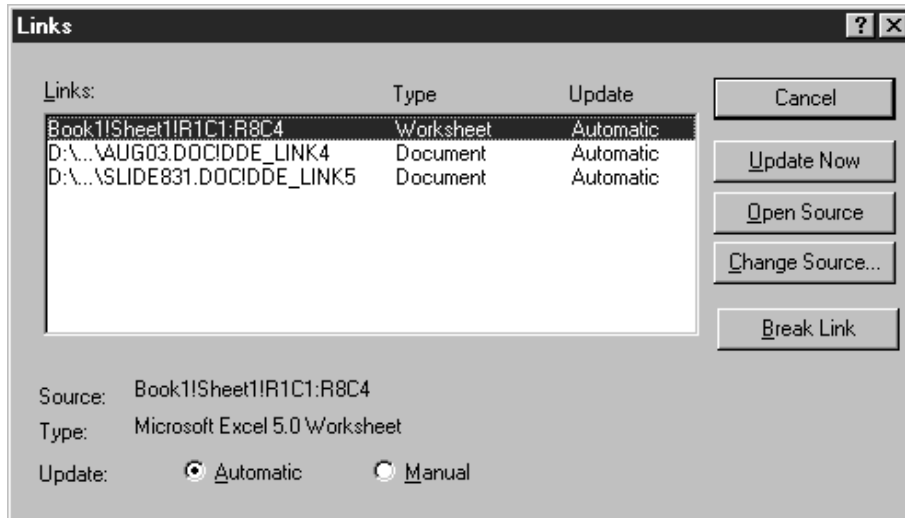 Links
Links: Type Update
Book1!Sheet1!R1C1:R8C4 Worksheet Automatic
D:\...\AUG03.DOC!DDE_LINK4 Document Automatic
D:\...\SLIDE831.DOC!DDE_LINK5 Document Automatic
Cancel
Update Now
Open Source
Change Source...
Break Link
Source: Book1!Sheet1!R1C1:R8C4
Type: Microsoft Excel 5.0 Worksheet
Update: Automatic Manual